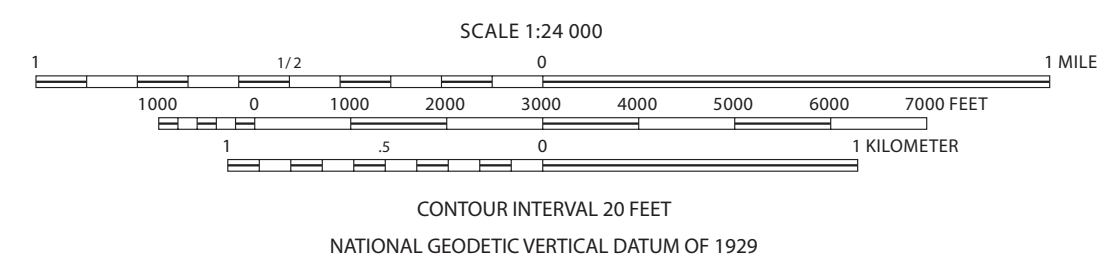 SCALE 1:24 000
1 1/2 0 1 MILE
1000 0 1000 2000 3000 4000 5000 6000 7000 FEET
1 .5 0 1 KILOMETER
CONTOUR INTERVAL 20 FEET
NATIONAL GEODETIC VERTICAL DATUM OF 1929